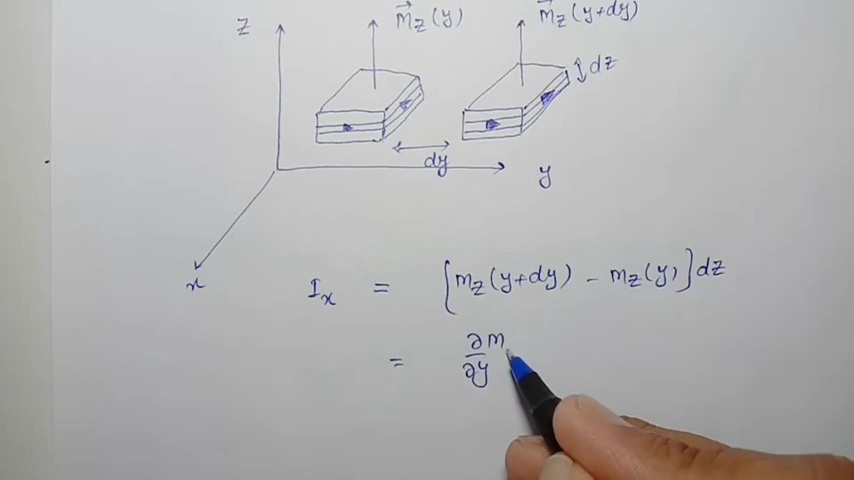 Z
m⃗z(y)
m⃗z(y+dy)
dz
dy
y
x
Ix = [mz(y+dy) - mz(y)]dz
= ∂m/∂y